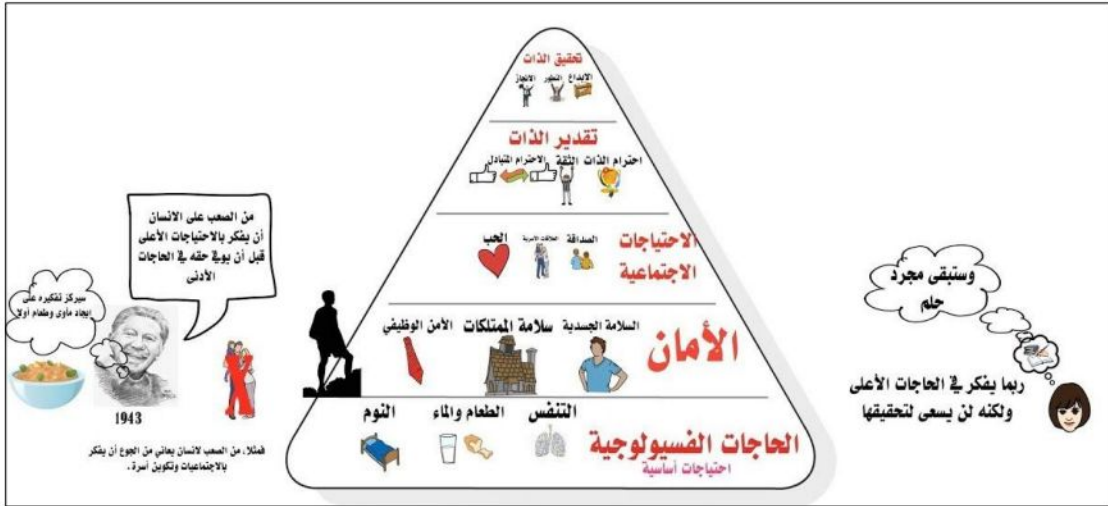 تحقيق الذات
الابداع التطور الانجاز
تقدير الذات
احترام الذات الثقة الاحترام المتبادل
الاحتياجات
الاجتماعية
الصداقة العلاقات الاسرية الحب
الأمان
السلامة الجسدية سلامة الممتلكات الأمن الوظيفي
الحاجات الفسيولوجية
احتياجات أساسية
التنفس الطعام والماء النوم
من الصعب على الانسان
أن يفكر بالاحتياجات الأعلى
قبل أن يوفي حقه في الحاجات
الأدنى
سيركز تفكيره على
ايجاد مأوى وطعام أولا
1943
فمثلا، من الصعب لانسان يعاني من الجوع أن يفكر
بالاجتماعيات وتكوين أسرة .
وستبقى مجرد
حلم
ربما يفكر في الحاجات الأعلى
ولكنه لن يسعى لتحقيقها